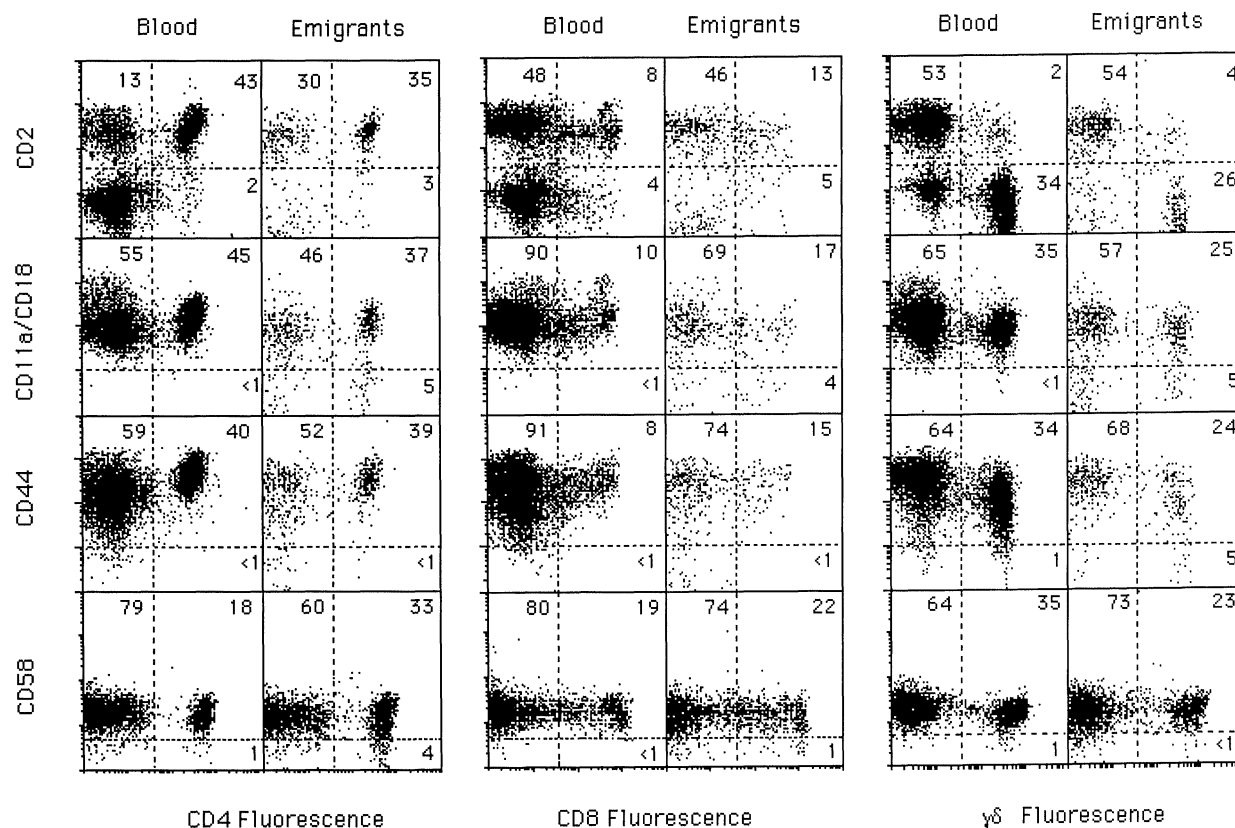 Blood Emigrants Blood Emigrants Blood Emigrants
CD2
13 43 30 35 48 8 46 13 53 2 54 4
2 3 4 5 34 26
CD11a/CD18
55 45 46 37 90 10 69 17 65 35 57 25
<1 5 <1 4 <1 5
CD44
59 40 52 39 91 8 74 15 64 34 68 24
<1 <1 <1 <1 1 5
CD58
79 18 60 33 80 19 74 22 64 35 73 23
1 4 <1 1 1 <1
CD4 Fluorescence CD8 Fluorescence γδ Fluorescence